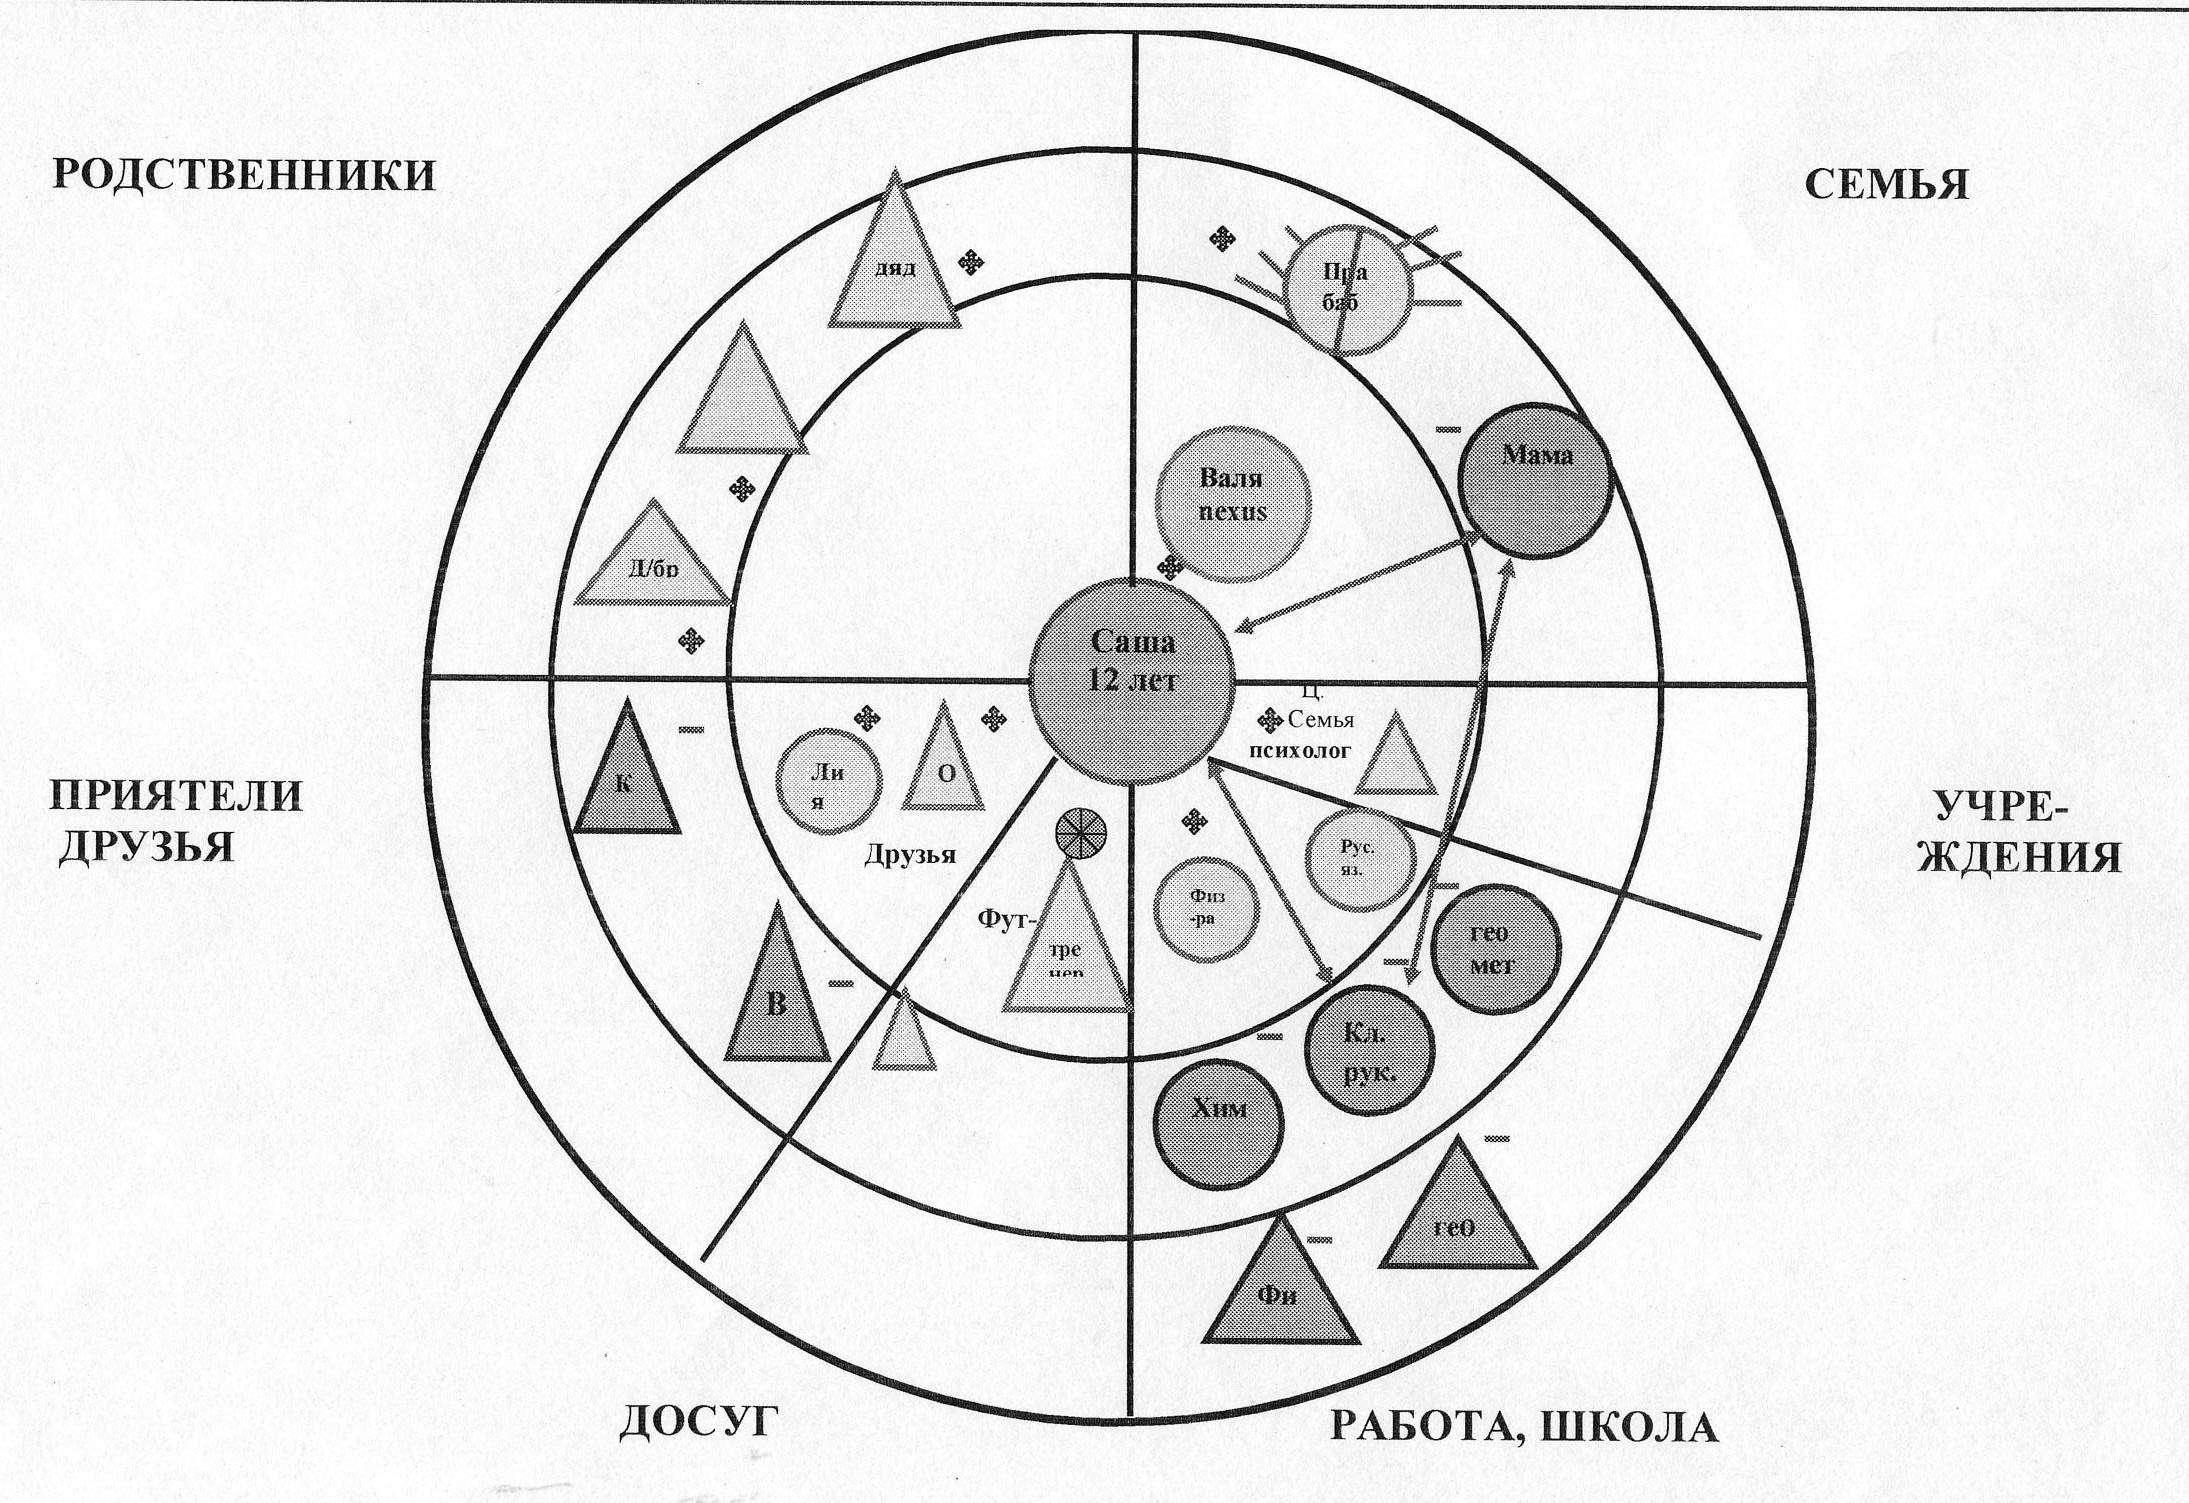 РОДСТВЕННИКИ
СЕМЬЯ
дяд
Пра
баб
Мама
Валя
nexus
Д/бр
Саша
12 лет
Ц.
Семья
психолог
К
Ли
я
О
Друзья
ПРИЯТЕЛИ
ДРУЗЬЯ
УЧРЕ-
ЖДЕНИЯ
Рус.
яз.
Физ
-ра
Фут-
тре
нер
гео
мет
В
Кл.
рук.
Хим
гео
Фи
ДОСУГ
РАБОТА, ШКОЛА